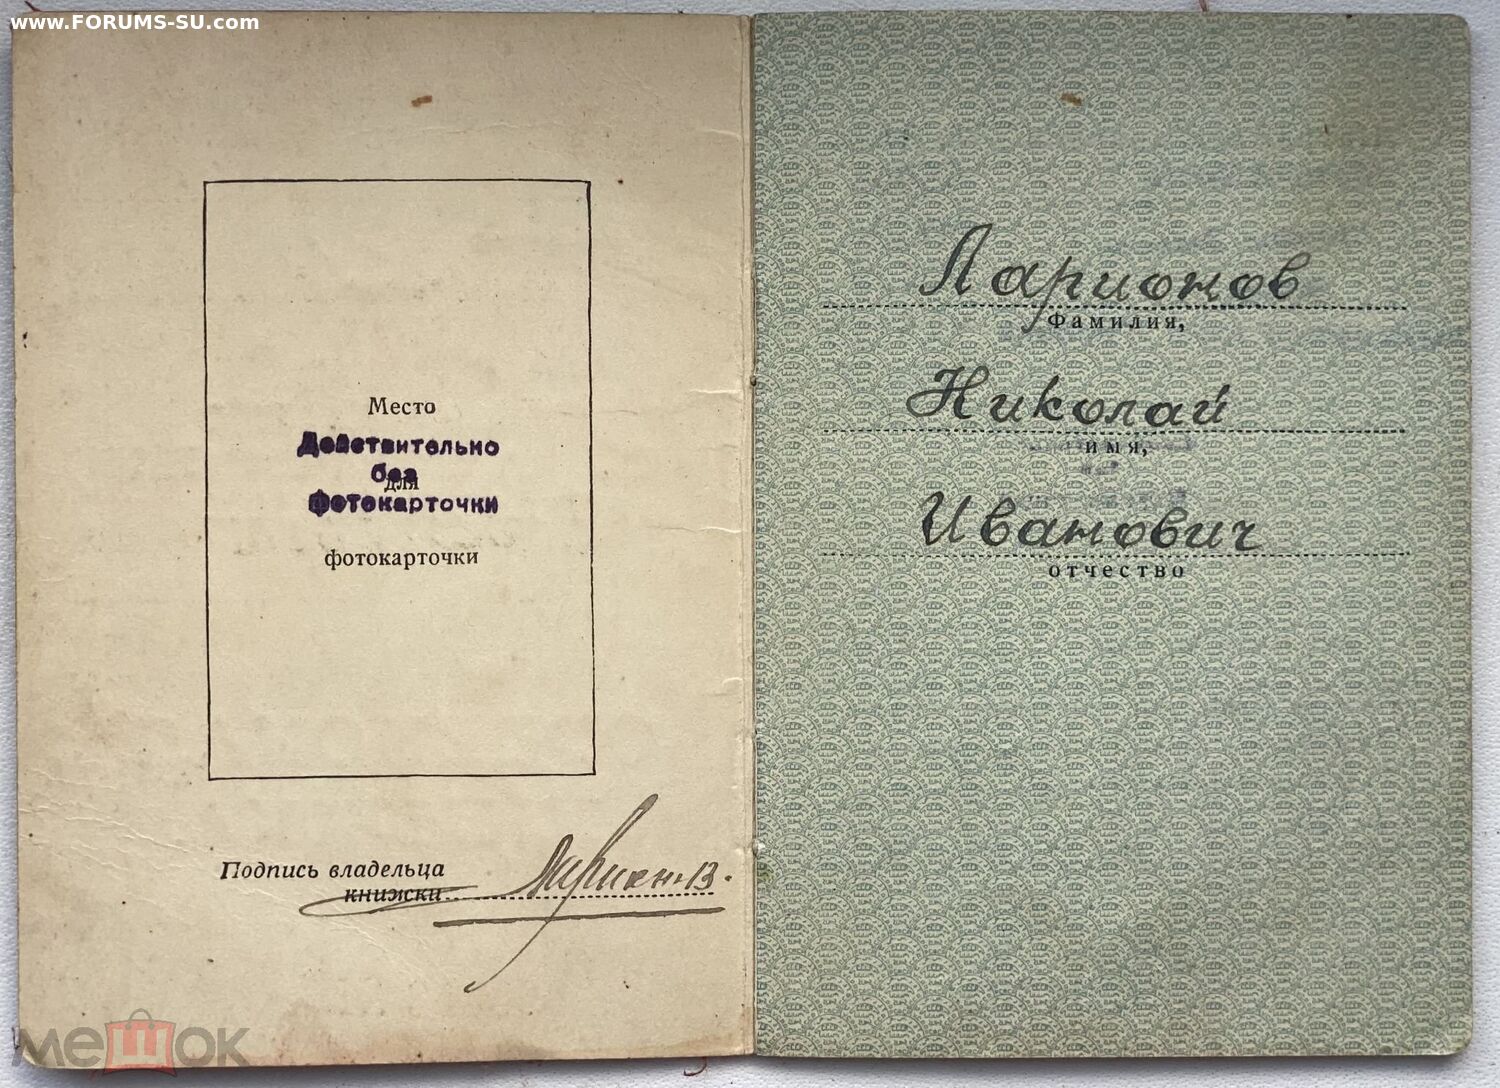 www.FORUMS-SU.com
Место
Действительно
без
для
фотокарточки
фотокарточки
Подпись владельца
книжки
мешок
Ларионов
Фамилия,
Николай
имя,
Иванович
отчество